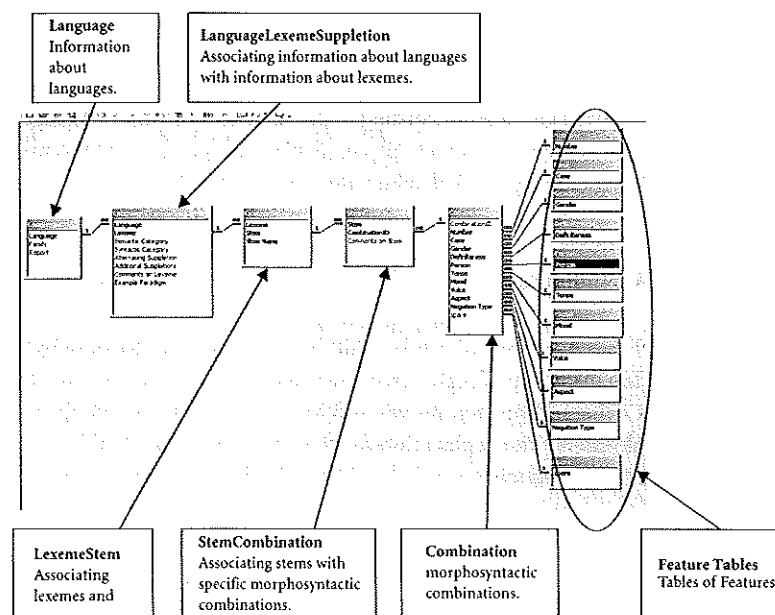 Language
Information
about
languages.
LanguageLexemeSuppletion
Associating information about languages
with information about lexemes.
Language
Family
Report
Language
Lexeme
Semantic Category
Syntactic Category
Alternating Suppletion
Additional Suppletions
Comments on Lexeme
Example Paradigm
Lexeme
Stem
Stem Name
Stem
CombinationID
Comments on Stem
CombinationID
Number
Case
Gender
Definiteness
Person
Tense
Mood
Voice
Aspect
Negation Type
Number
Case
Gender
Definiteness
Tense
Mood
Voice
Aspect
Negation Type
LexemeStem
Associating
lexemes and
StemCombination
Associating stems with
specific morphosyntactic
combinations.
Combination
morphosyntactic
combinations.
Feature Tables
Tables of Features